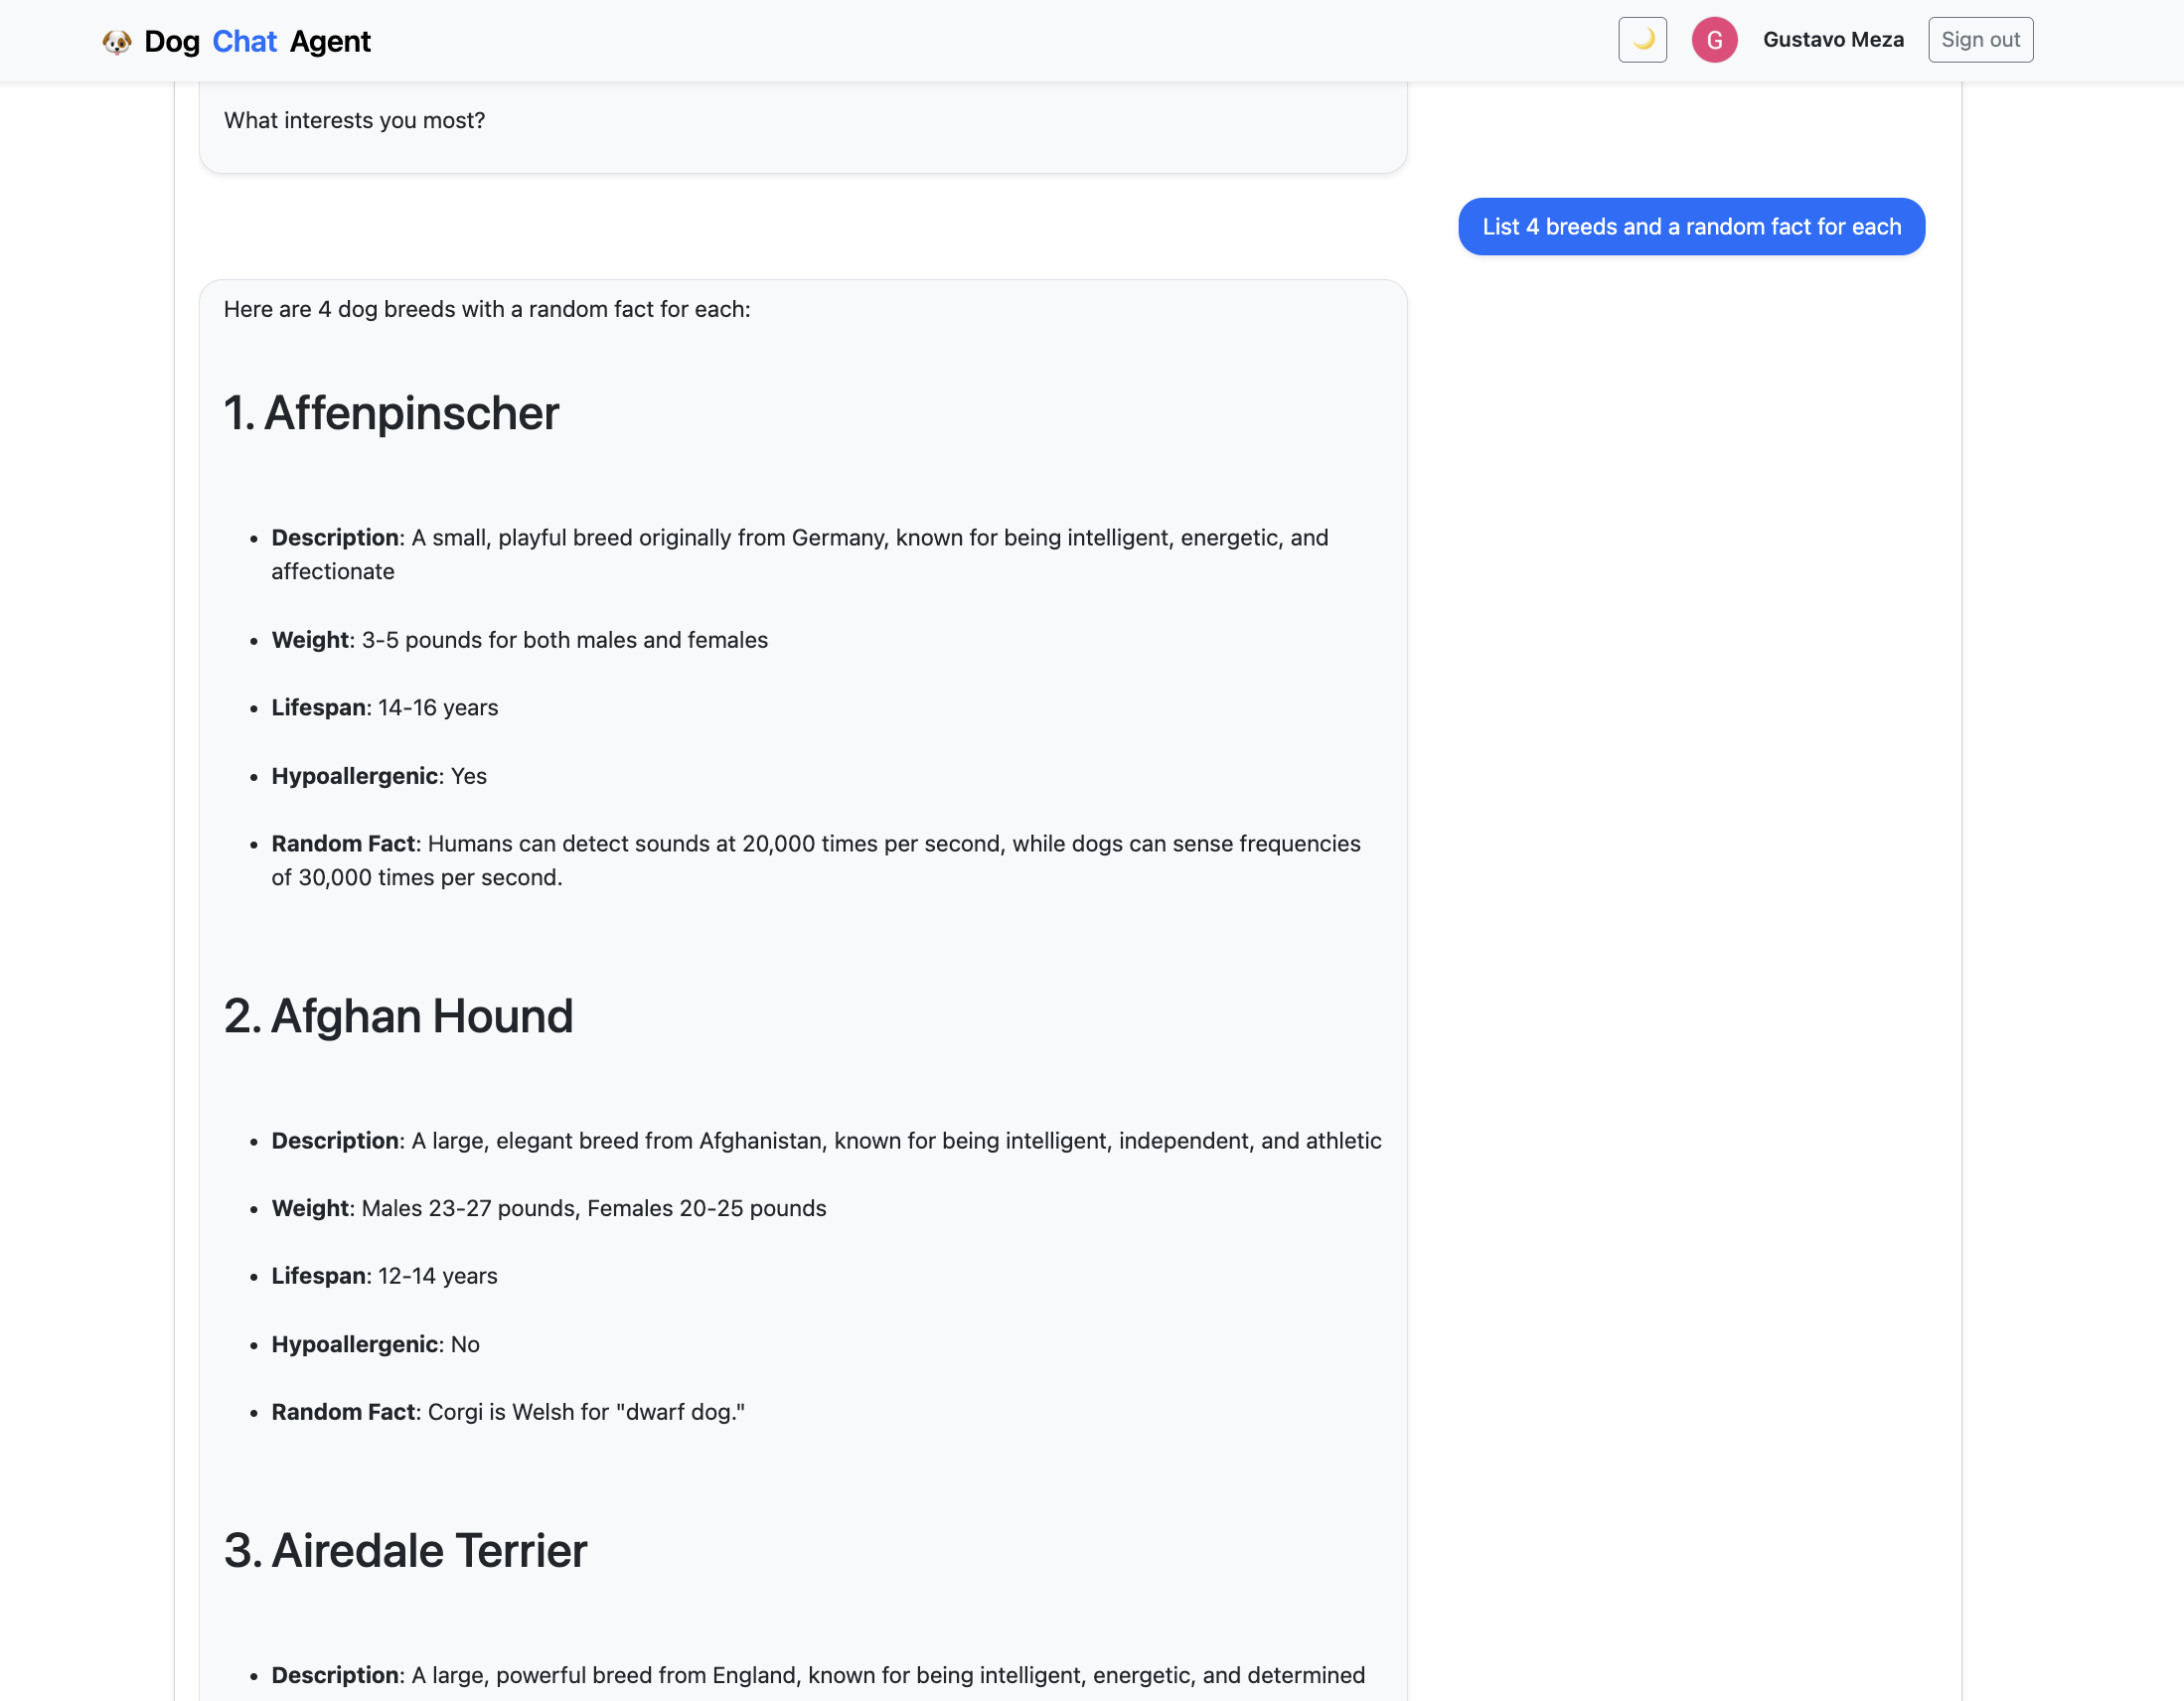 Dog Chat Agent
G
Gustavo Meza
Sign out
What interests you most?
List 4 breeds and a random fact for each
Here are 4 dog breeds with a random fact for each:
1. Affenpinscher
• Description: A small, playful breed originally from Germany, known for being intelligent, energetic, and
affectionate
• Weight: 3-5 pounds for both males and females
• Lifespan: 14-16 years
• Hypoallergenic: Yes
• Random Fact: Humans can detect sounds at 20,000 times per second, while dogs can sense frequencies
of 30,000 times per second.
2. Afghan Hound
• Description: A large, elegant breed from Afghanistan, known for being intelligent, independent, and athletic
• Weight: Males 23-27 pounds, Females 20-25 pounds
• Lifespan: 12-14 years
• Hypoallergenic: No
• Random Fact: Corgi is Welsh for "dwarf dog."
3. Airedale Terrier
• Description: A large, powerful breed from England, known for being intelligent, energetic, and determined